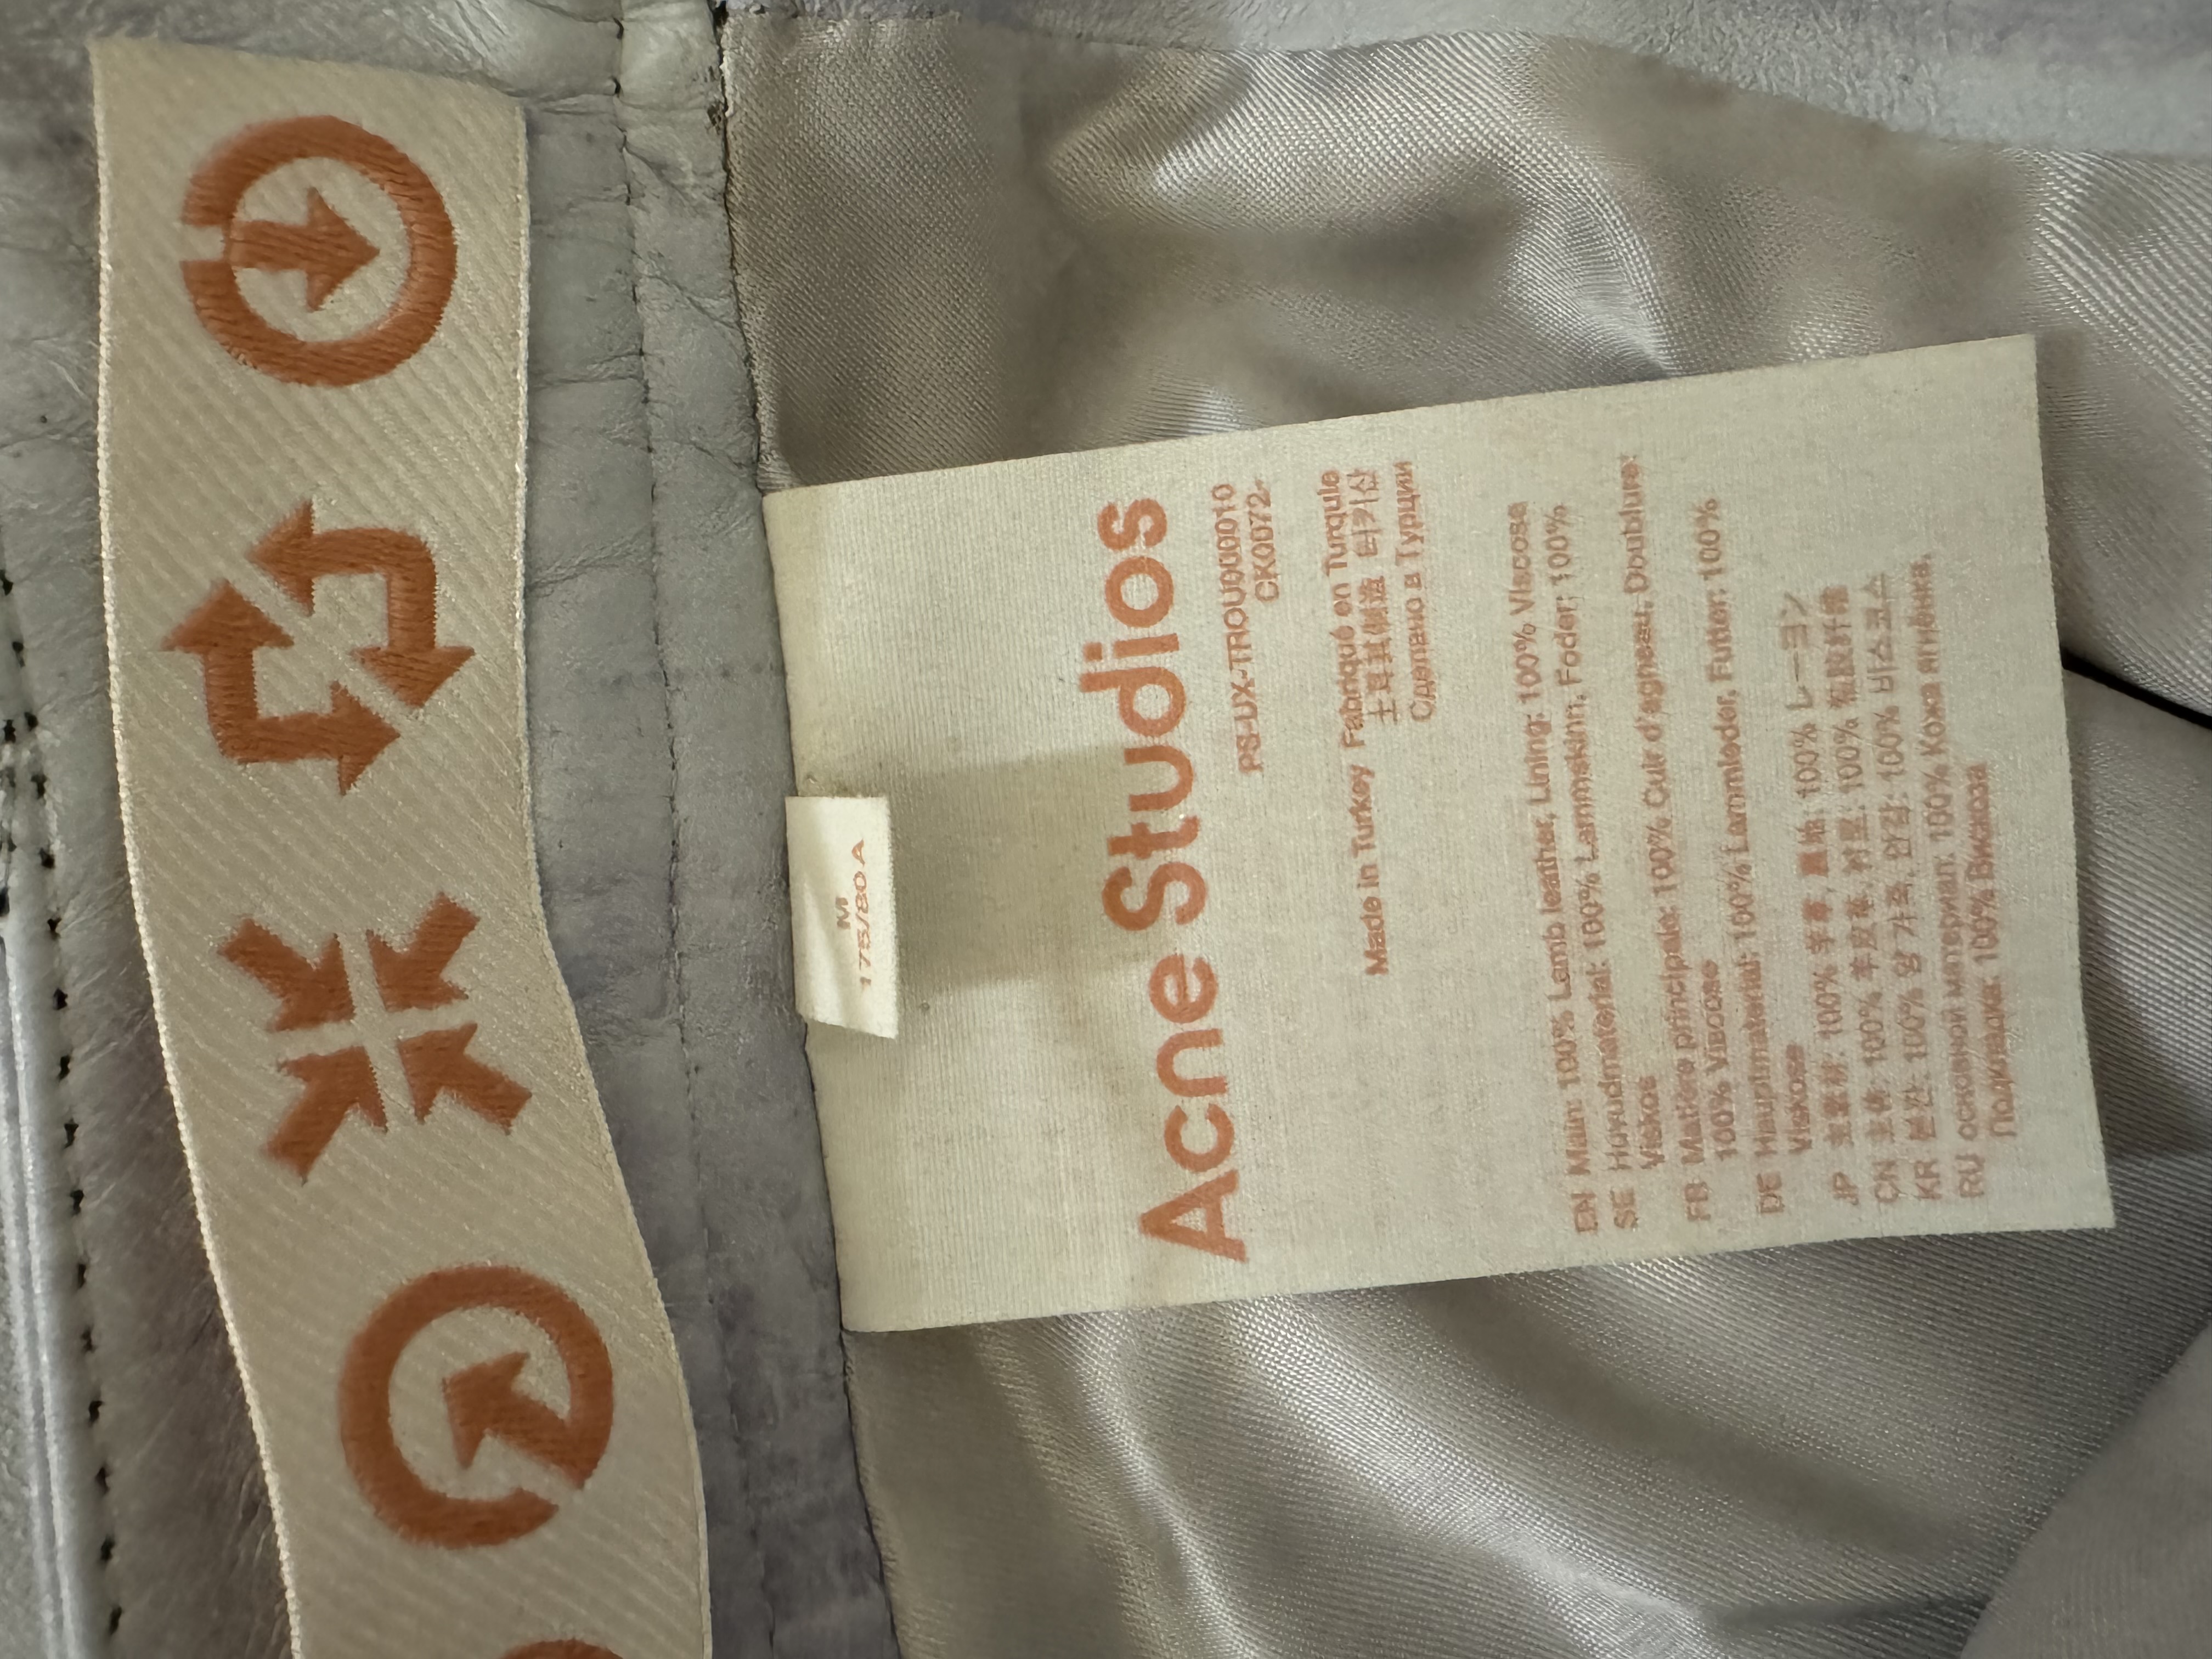 M
175/80 A
Acne Studios
PS-UX-TROU000010
CK0072-
Made in Turkey Fabriqué en Turquie
土耳其制造 터키산
Сделано в Турции
EN Main: 100% Lamb leather, Lining: 100% Viscose
SE Huvudmaterial: 100% Lammskinn, Foder: 100%
Viskos
FR Matière principale: 100% Cuir d'agneau, Doublure:
100% Viscose
DE Hauptmaterial: 100% Lammleder, Futter: 100%
Viskose
JP 主素材: 100% 羊革, 裏地: 100% レーヨン
CN 主体: 100% 羊皮革, 衬里: 100% 粘胶纤维
KR 본산: 100% 양 가죽, 안감: 100% 비스코스
RU основной материал: 100% Кожа ягнёнка,
Подкладка: 100% Вискоза